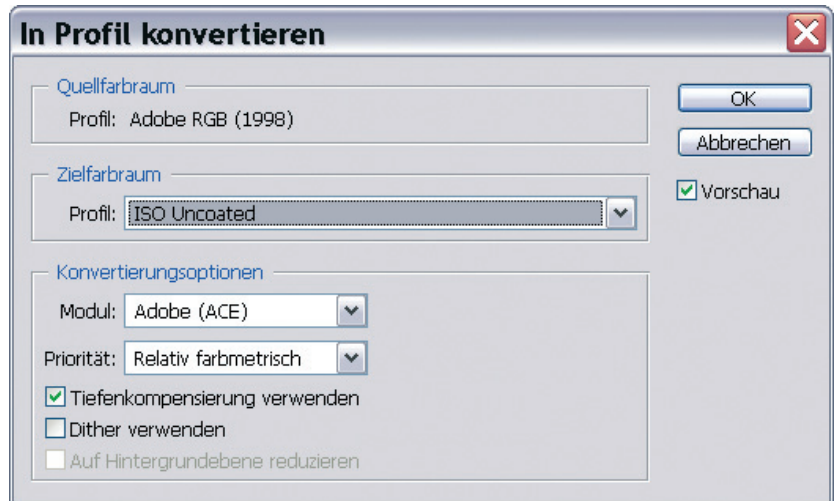 In Profil konvertieren
Quellfarbraum
Profil: Adobe RGB (1998)
OK
Abbrechen
Vorschau
Zielfarbraum
Profil: ISO Uncoated
Konvertierungsoptionen
Modul: Adobe (ACE)
Priorität: Relativ farbmetrisch
Tiefenkompensierung verwenden
Dither verwenden
Auf Hintergrundebene reduzieren